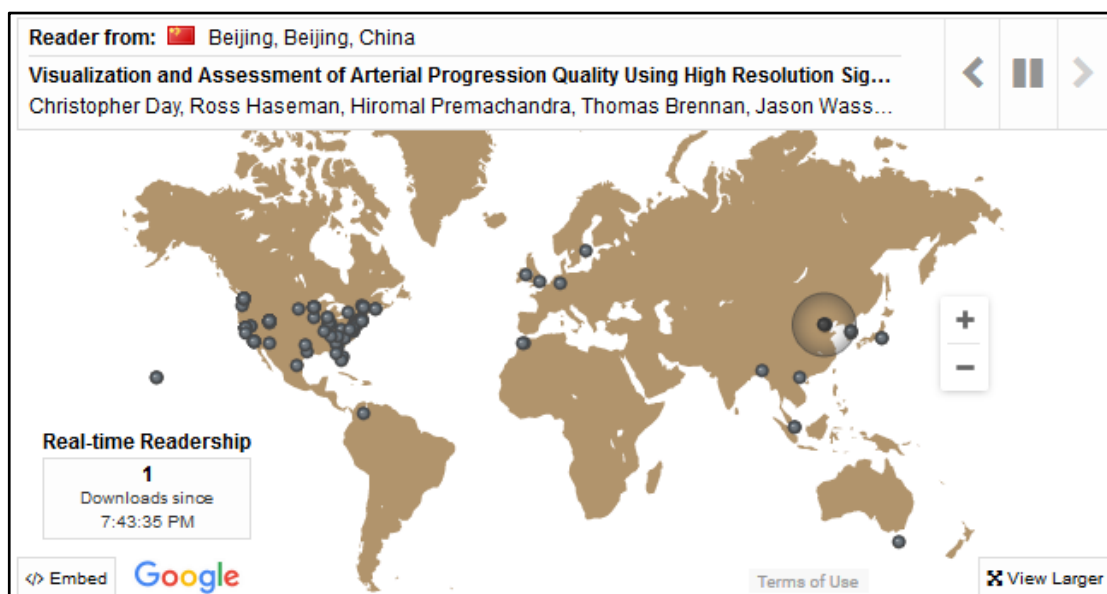 Reader from: Beijing, Beijing, China
Visualization and Assessment of Arterial Progression Quality Using High Resolution Sig...
Christopher Day, Ross Haseman, Hiromal Premachandra, Thomas Brennan, Jason Wass...
Real-time Readership
1
Downloads since
7:43:35 PM
+
−
</> Embed
Google
Terms of Use
View Larger